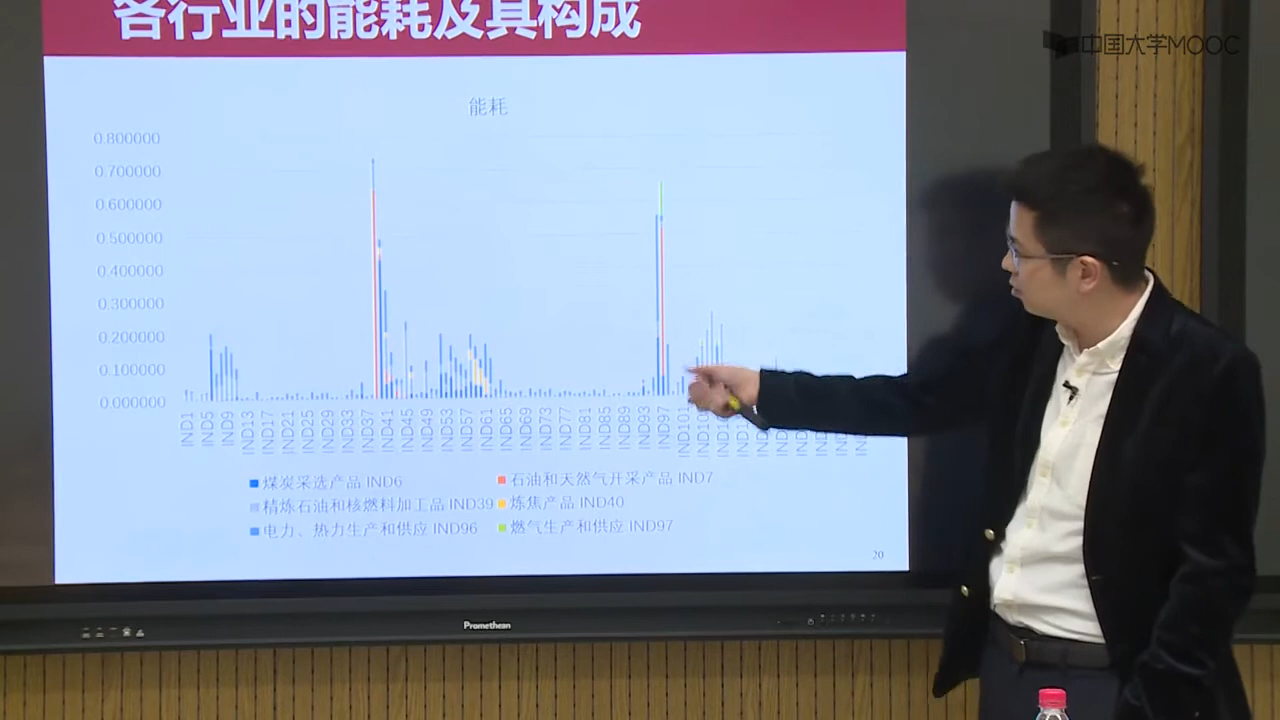 各行业的能耗及其构成
中国大学MOOC
能耗
0.800000
0.700000
0.600000
0.500000
0.400000
0.300000
0.200000
0.100000
0.000000
IND1
IND5
IND9
IND13
IND17
IND21
IND25
IND29
IND33
IND37
IND41
IND45
IND49
IND53
IND57
IND61
IND65
IND69
IND73
IND77
IND81
IND85
IND89
IND93
IND97
IND101
煤炭采选产品 IND6
石油和天然气开采产品 IND7
精炼石油和核燃料加工品 IND39
炼焦产品 IND40
电力、热力生产和供应 IND96
燃气生产和供应 IND97
20
Promethean